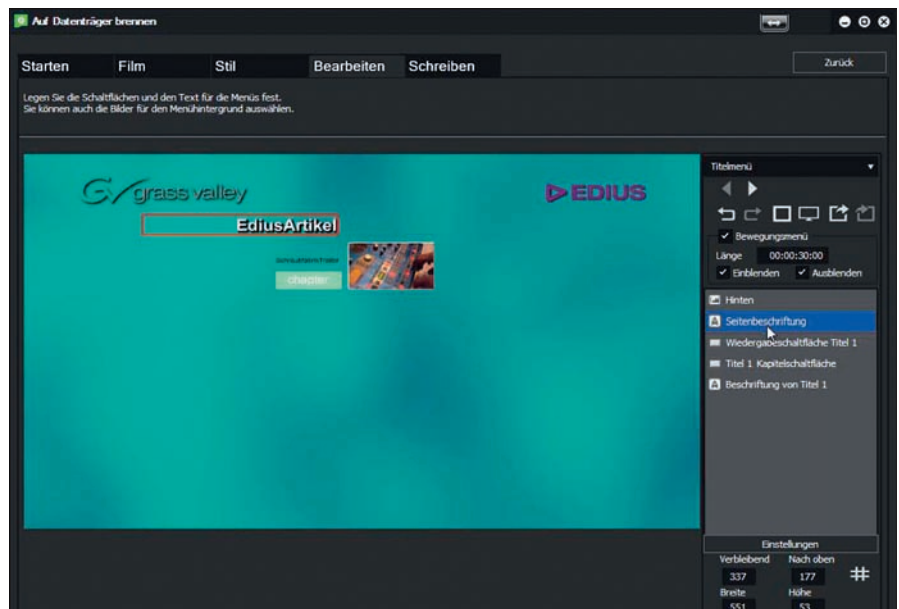 Auf Datenträger brennen
Starten Film Stil Bearbeiten Schreiben Zurück
Legen Sie die Schaltflächen und den Text für die Menüs fest.
Sie können auch die Bilder für den Menühintergrund auswählen.
GV grass valley
EDIUS
EdiusArtikel
chapter
Titelmenü
Bewegungsmenü
Länge 00:00:30:00
Einblenden Ausblenden
Hinten
A Seitenbeschriftung
Wiedergabeschaltfläche Titel 1
Titel 1 Kapitelschaltfläche
A Beschriftung von Titel 1
Einstellungen
Verbleibend Nach oben
337 177
Breite Höhe
551 53